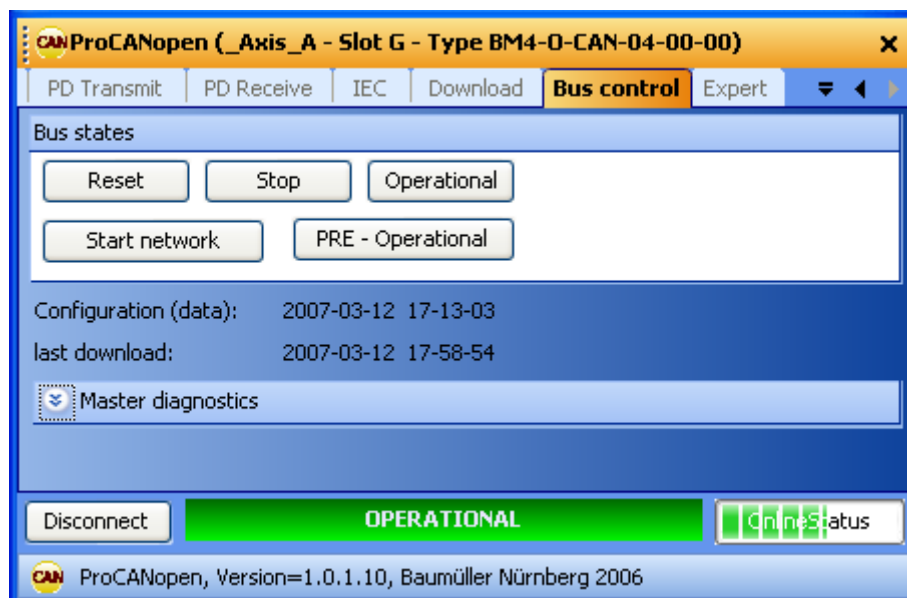 CAN ProCANopen (_Axis_A - Slot G - Type BM4-O-CAN-04-00-00)
PD Transmit PD Receive IEC Download Bus control Expert
Bus states
Reset Stop Operational
Start network PRE - Operational
Configuration (data): 2007-03-12 17-13-03
last download: 2007-03-12 17-58-54
Master diagnostics
Disconnect OPERATIONAL OnlineStatus
CAN ProCANopen, Version=1.0.1.10, Baumüller Nürnberg 2006